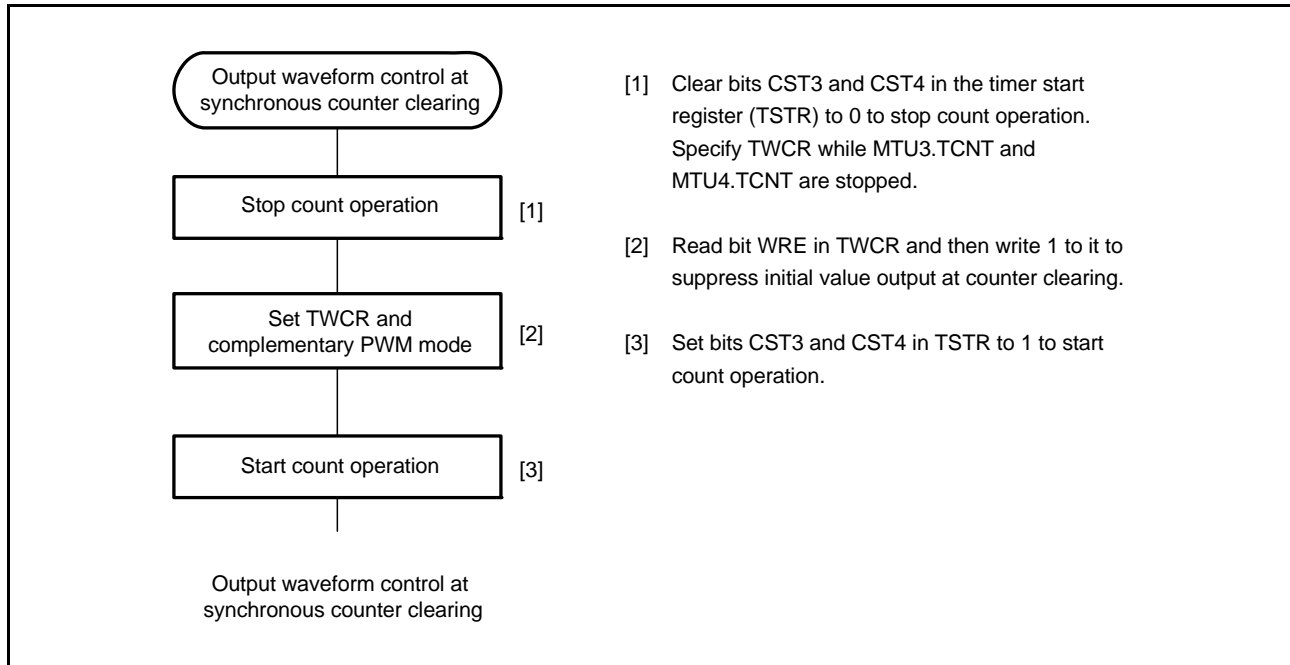 Output waveform control at
synchronous counter clearing
Stop count operation
[1]
Set TWCR and
complementary PWM mode
[2]
Start count operation
[3]
Output waveform control at
synchronous counter clearing
[1] Clear bits CST3 and CST4 in the timer start
register (TSTR) to 0 to stop count operation.
Specify TWCR while MTU3.TCNT and
MTU4.TCNT are stopped.
[2] Read bit WRE in TWCR and then write 1 to it to
suppress initial value output at counter clearing.
[3] Set bits CST3 and CST4 in TSTR to 1 to start
count operation.